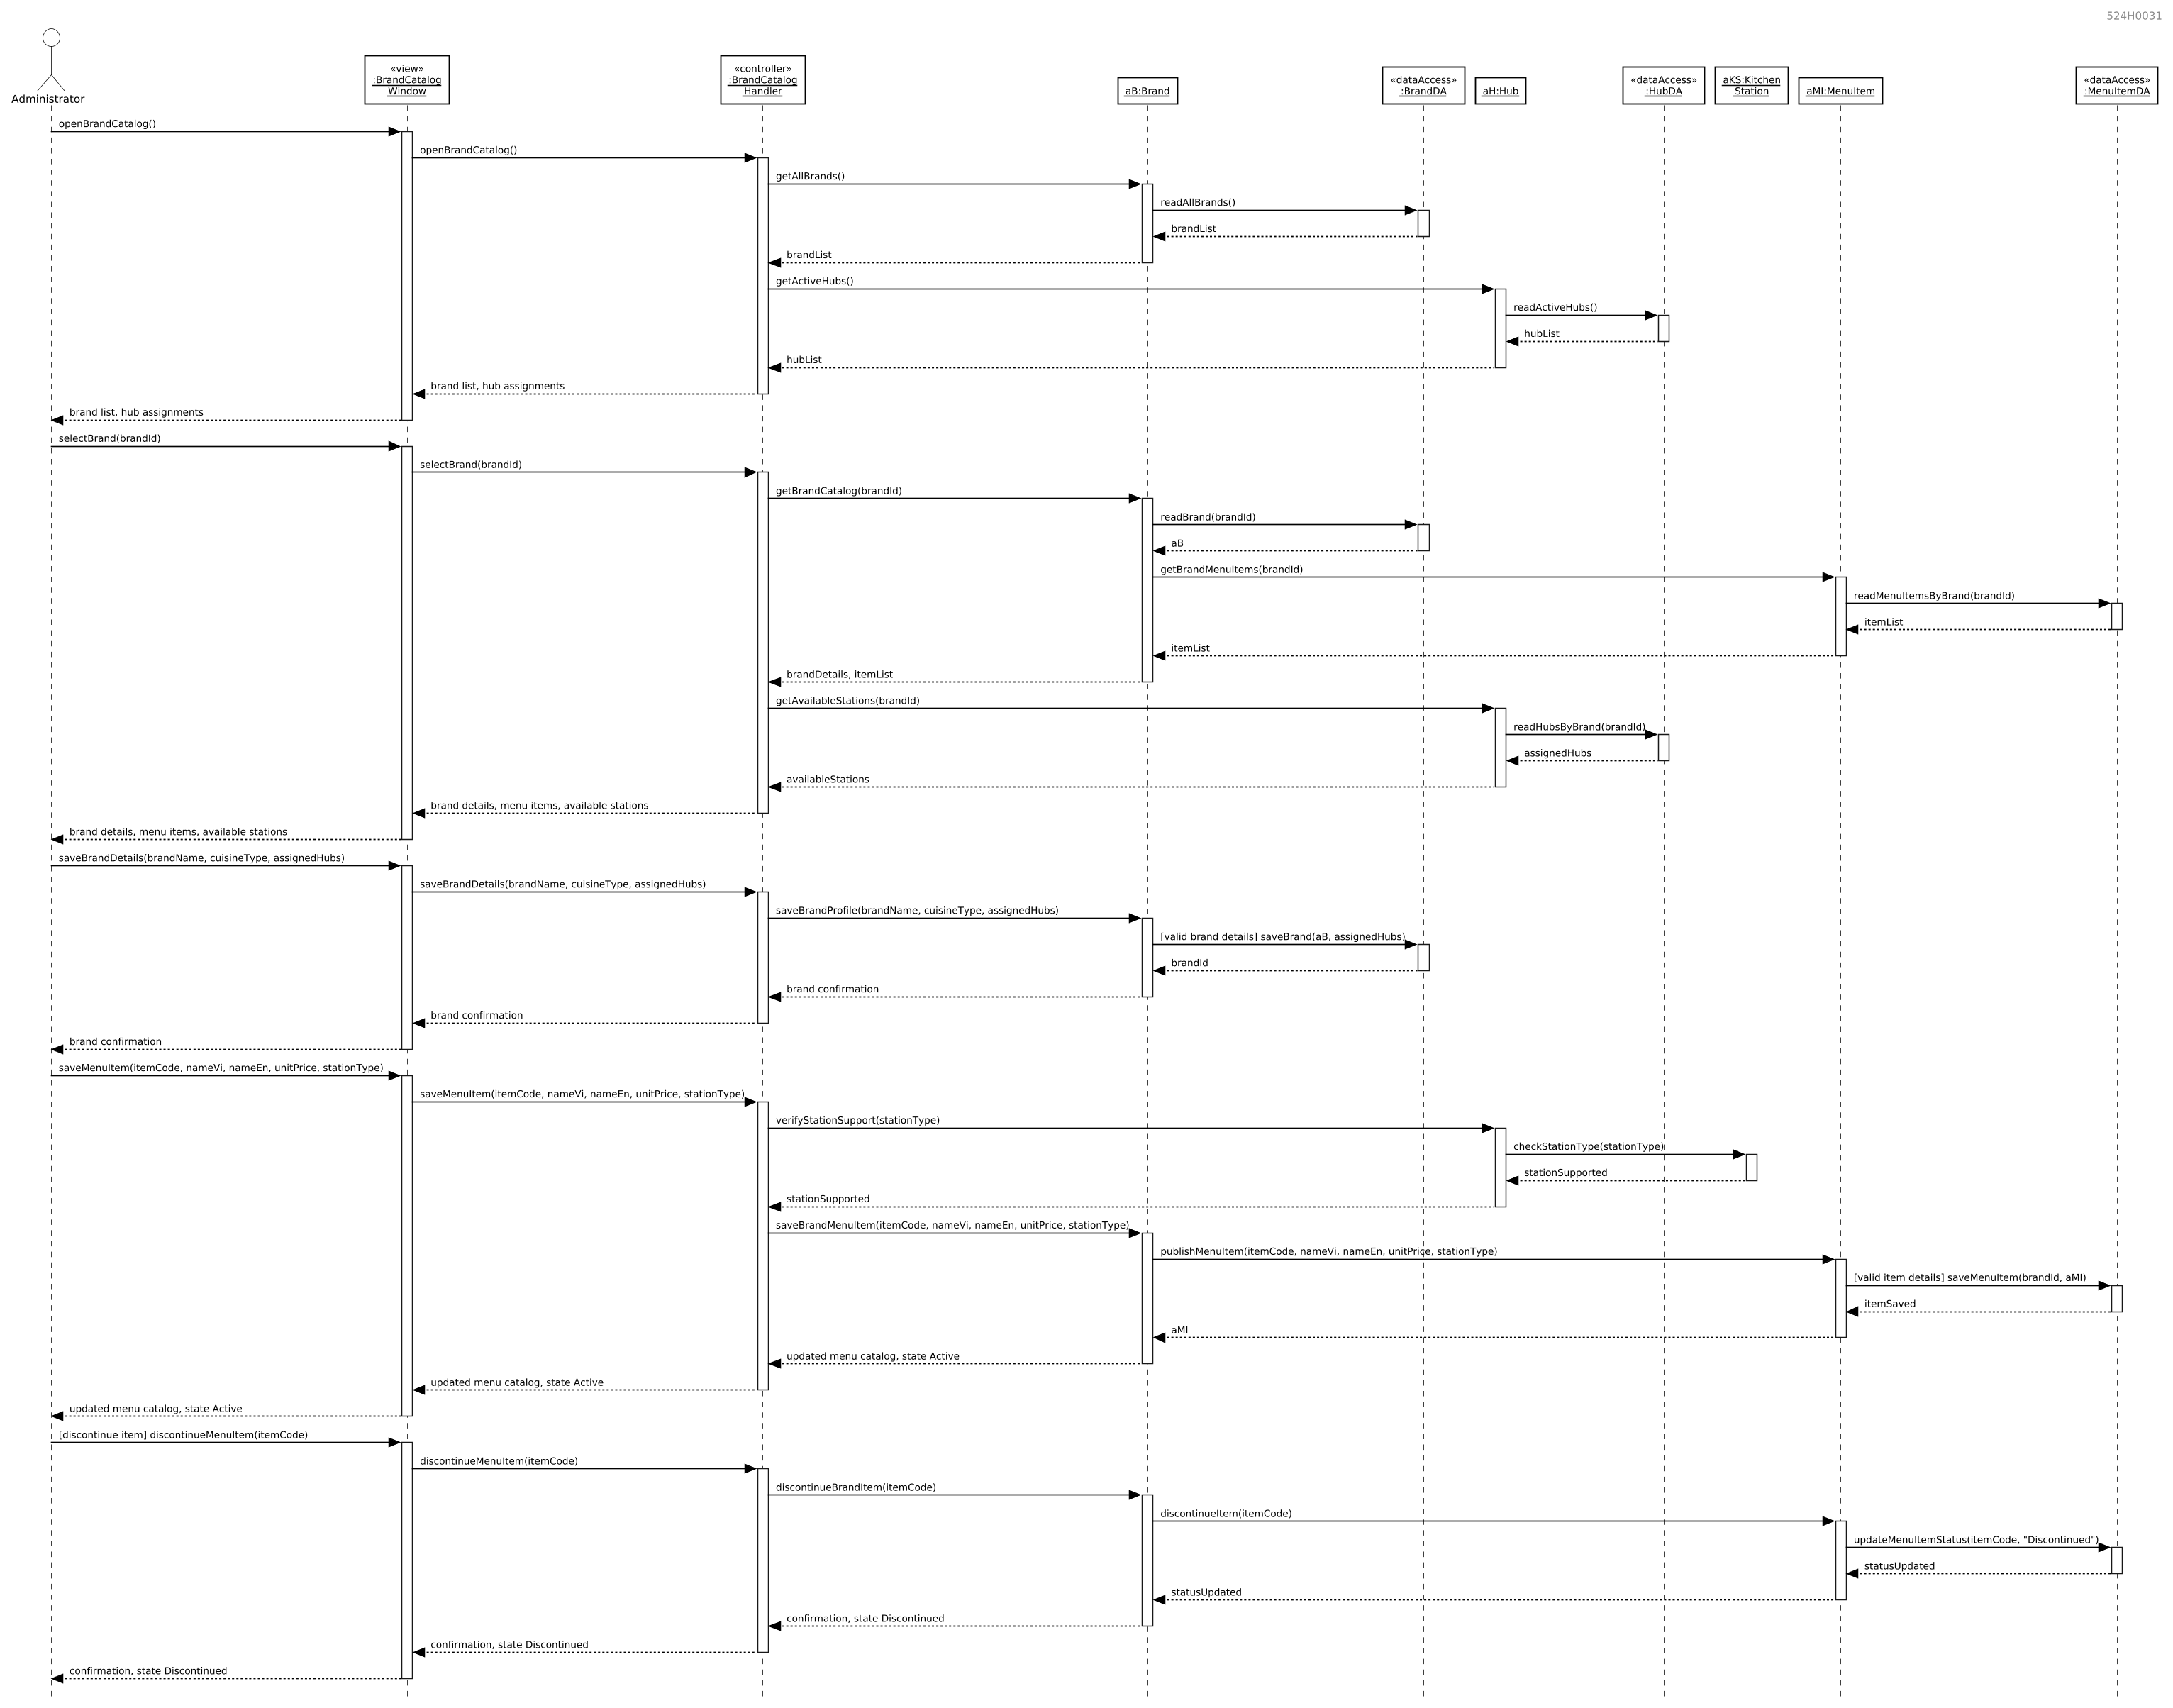 524H0031
Administrator
«view»
:BrandCatalog
Window
«controller»
:BrandCatalog
Handler
aB:Brand
«dataAccess»
:BrandDA
aH:Hub
«dataAccess»
:HubDA
aKS:Kitchen
Station
aMI:MenuItem
«dataAccess»
:MenuItemDA
openBrandCatalog()
openBrandCatalog()
getAllBrands()
readAllBrands()
brandList
brandList
getActiveHubs()
readActiveHubs()
hubList
hubList
brand list, hub assignments
brand list, hub assignments
selectBrand(brandId)
selectBrand(brandId)
getBrandCatalog(brandId)
readBrand(brandId)
aB
getBrandMenuItems(brandId)
readMenuItemsByBrand(brandId)
itemList
itemList
brandDetails, itemList
getAvailableStations(brandId)
readHubsByBrand(brandId)
assignedHubs
availableStations
brand details, menu items, available stations
brand details, menu items, available stations
saveBrandDetails(brandName, cuisineType, assignedHubs)
saveBrandDetails(brandName, cuisineType, assignedHubs)
saveBrandProfile(brandName, cuisineType, assignedHubs)
[valid brand details] saveBrand(aB, assignedHubs)
brandId
brand confirmation
brand confirmation
brand confirmation
saveMenuItem(itemCode, nameVi, nameEn, unitPrice, stationType)
saveMenuItem(itemCode, nameVi, nameEn, unitPrice, stationType)
verifyStationSupport(stationType)
checkStationType(stationType)
stationSupported
stationSupported
saveBrandMenuItem(itemCode, nameVi, nameEn, unitPrice, stationType)
publishMenuItem(itemCode, nameVi, nameEn, unitPrice, stationType)
[valid item details] saveMenuItem(brandId, aMI)
itemSaved
aMI
updated menu catalog, state Active
updated menu catalog, state Active
updated menu catalog, state Active
[discontinue item] discontinueMenuItem(itemCode)
discontinueMenuItem(itemCode)
discontinueBrandItem(itemCode)
discontinueItem(itemCode)
updateMenuItemStatus(itemCode, "Discontinued")
statusUpdated
statusUpdated
confirmation, state Discontinued
confirmation, state Discontinued
confirmation, state Discontinued